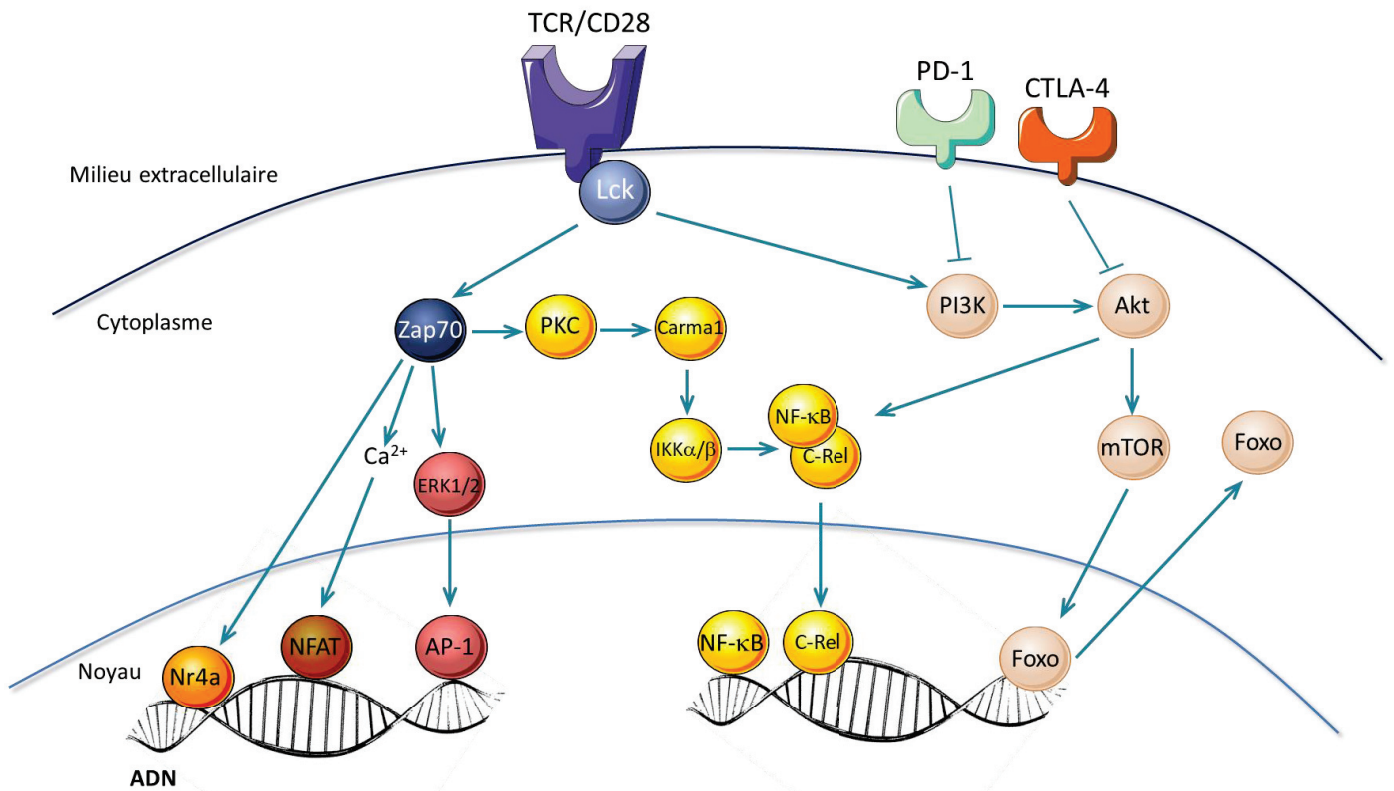 TCR/CD28
PD-1
CTLA-4
Milieu extracellulaire
Lck
Cytoplasme
Zap70
PKC
Carma1
PI3K
Akt
NF-κB
C-Rel
IKKα/β
mTOR
Foxo
Ca²⁺
ERK1/2
Noyau
Nr4a
NFAT
AP-1
NF-κB
C-Rel
Foxo
ADN